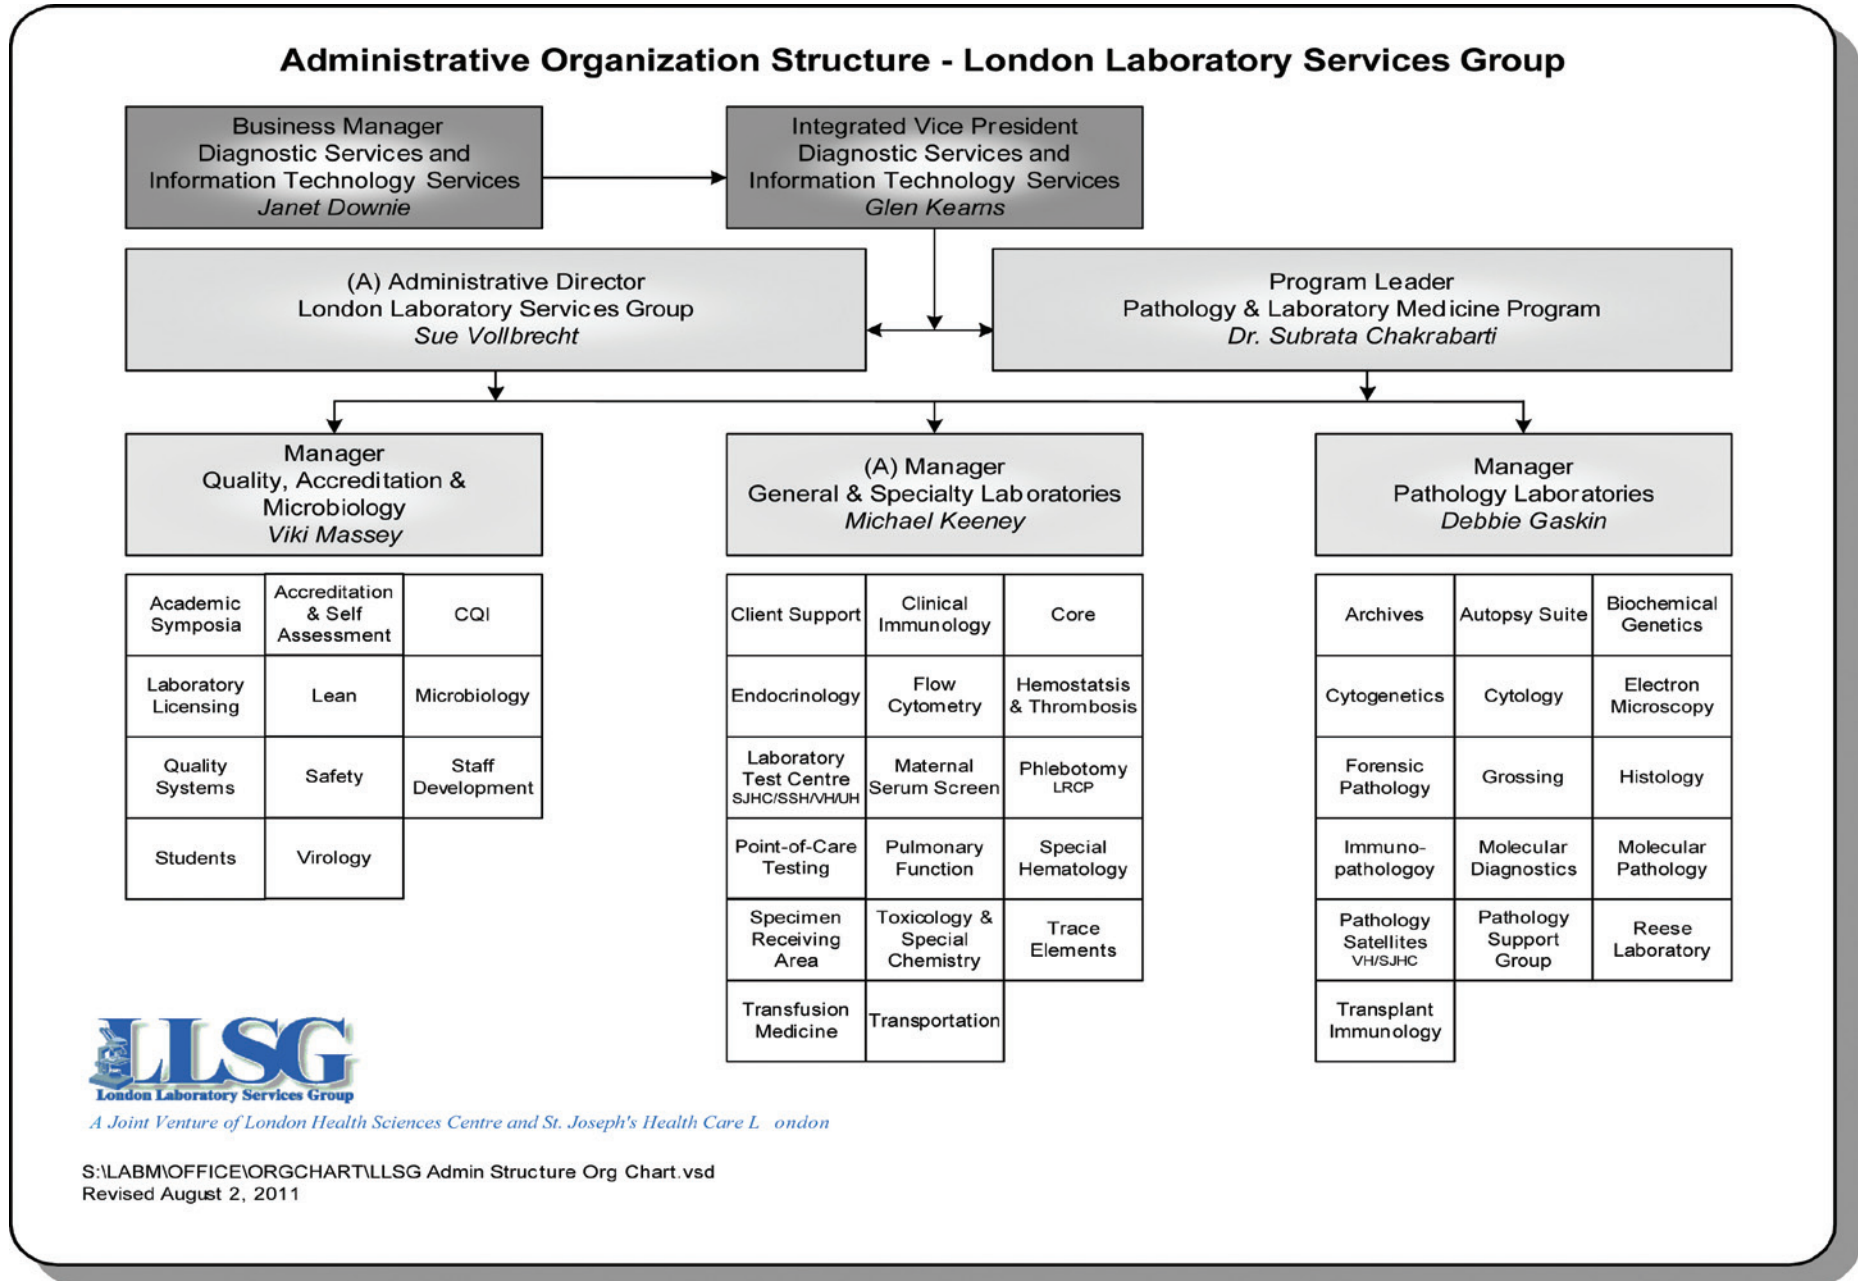 Administrative Organization Structure - London Laboratory Services Group
Business Manager
Diagnostic Services and
Information Technology Services
Janet Downie
Integrated Vice President
Diagnostic Services and
Information Technology Services
Glen Kearns
(A) Administrative Director
London Laboratory Services Group
Sue Vollbrecht
Program Leader
Pathology & Laboratory Medicine Program
Dr. Subrata Chakrabarti
Manager
Quality, Accreditation &
Microbiology
Viki Massey
(A) Manager
General & Specialty Laboratories
Michael Keeney
Manager
Pathology Laboratories
Debbie Gaskin
Academic
Symposia
Accreditation
& Self
Assessment
CQI
Laboratory
Licensing
Lean
Microbiology
Quality
Systems
Safety
Staff
Development
Students
Virology
Client Support
Clinical
Immunology
Core
Endocrinology
Flow
Cytometry
Hemostatsis
& Thrombosis
Laboratory
Test Centre
SJHC/SSH/VH/UH
Maternal
Serum Screen
Phlebotomy
LRCP
Point-of-Care
Testing
Pulmonary
Function
Special
Hematology
Specimen
Receiving
Area
Toxicology &
Special
Chemistry
Trace
Elements
Transfusion
Medicine
Transportation
Archives
Autopsy Suite
Biochemical
Genetics
Cytogenetics
Cytology
Electron
Microscopy
Forensic
Pathology
Grossing
Histology
Immuno-
pathologoy
Molecular
Diagnostics
Molecular
Pathology
Pathology
Satellites
VH/SJHC
Pathology
Support
Group
Reese
Laboratory
Transplant
Immunology
LLSG
London Laboratory Services Group
A Joint Venture of London Health Sciences Centre and St. Joseph's Health Care L ondon
S:\LABM\OFFICE\ORGCHART\LLSG Admin Structure Org Chart.vsd
Revised August 2, 2011